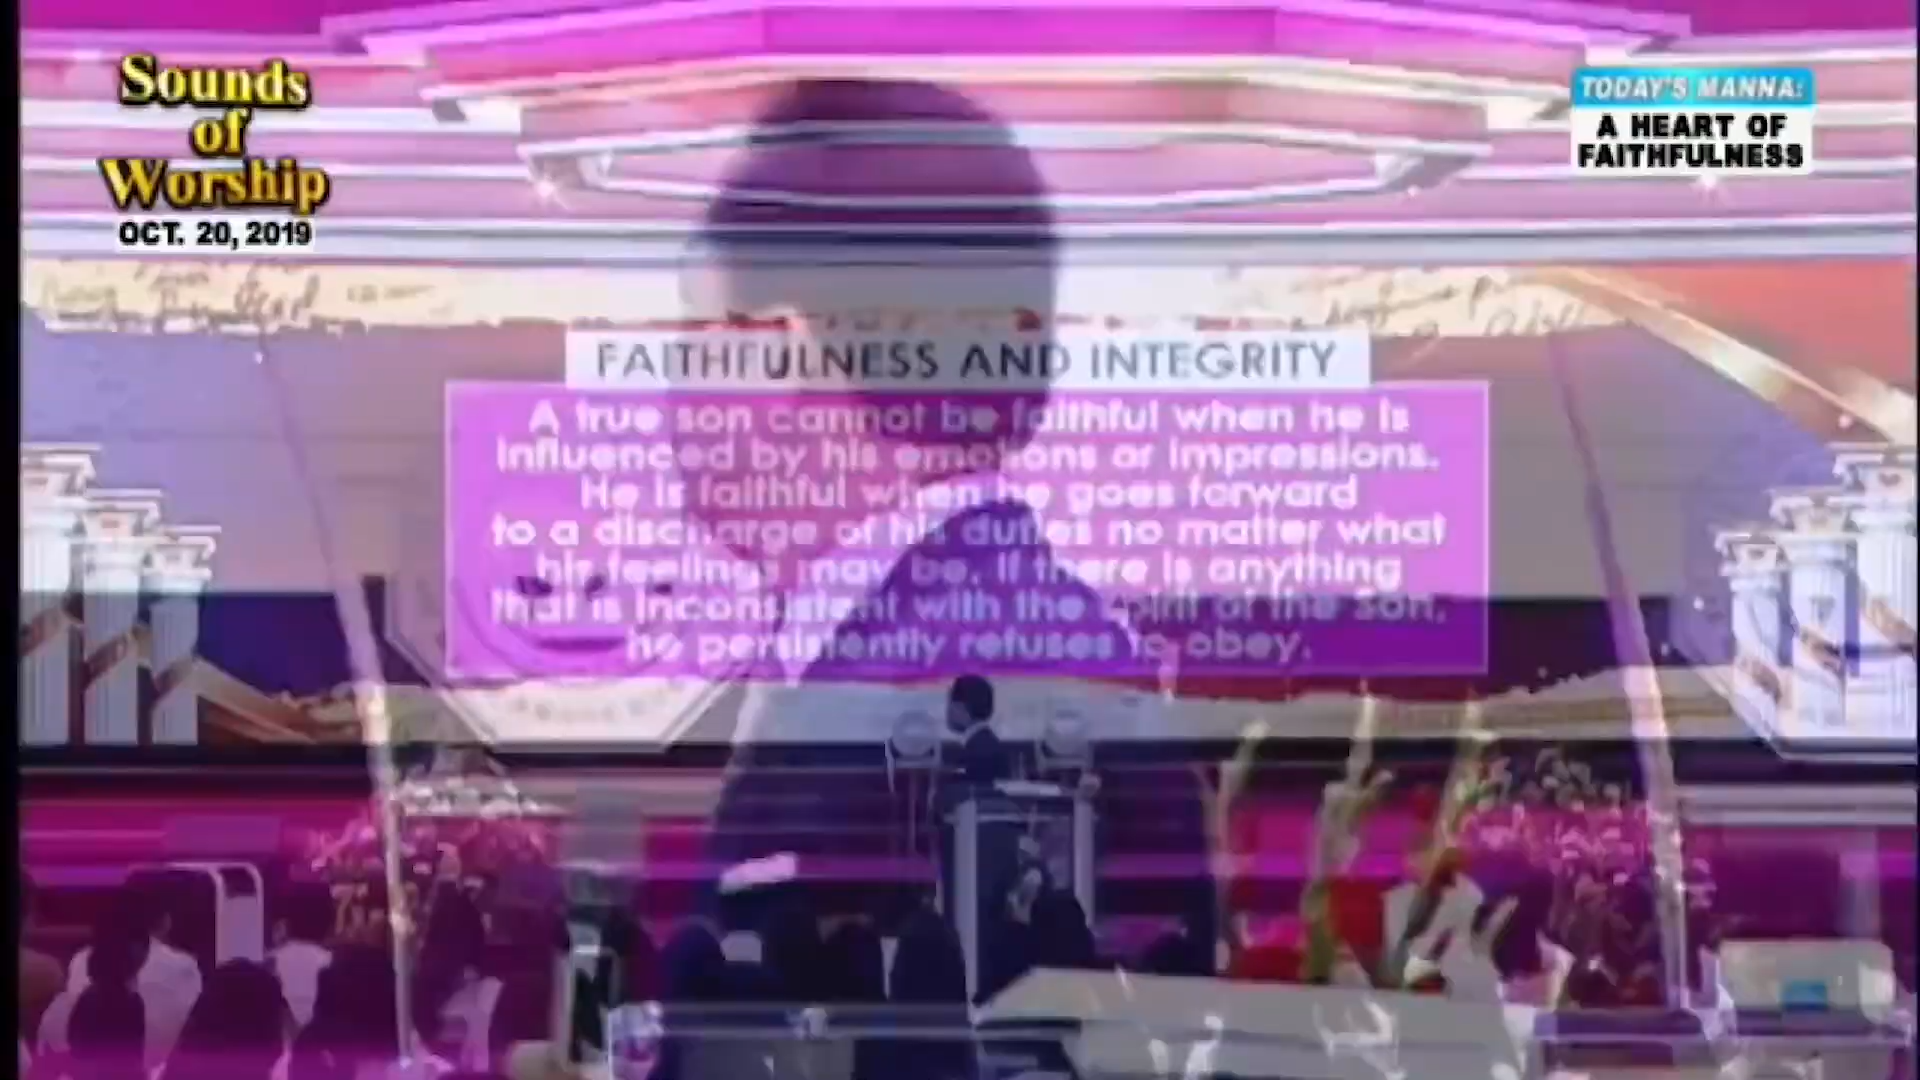 Sounds
of
Worship
OCT. 20, 2019
TODAY'S MANNA:
A HEART OF
FAITHFULNESS
FAITHFULNESS AND INTEGRITY
A true son cannot be faithful when he is
influenced by his emotions or impressions.
He is faithful when he goes forward
to a discharge of his duties no matter what
his feelings may be. If there is anything
that is inconsistent with the Spirit of the Son,
he persistently refuses to obey.